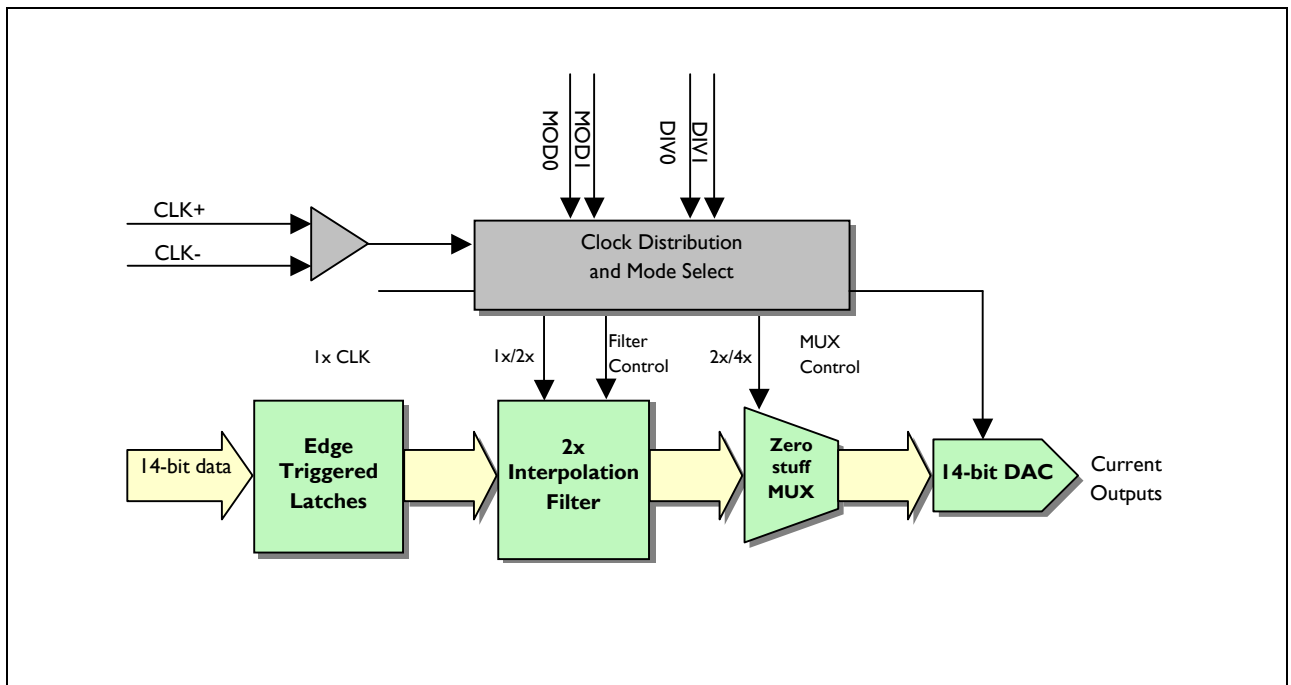 MOD0
MOD1
DIV0
DIV1
CLK+
CLK-
Clock Distribution
and Mode Select
1x CLK
1x/2x
Filter
Control
2x/4x
MUX
Control
14-bit data
Edge
Triggered
Latches
2x
Interpolation
Filter
Zero
stuff
MUX
14-bit DAC
Current
Outputs